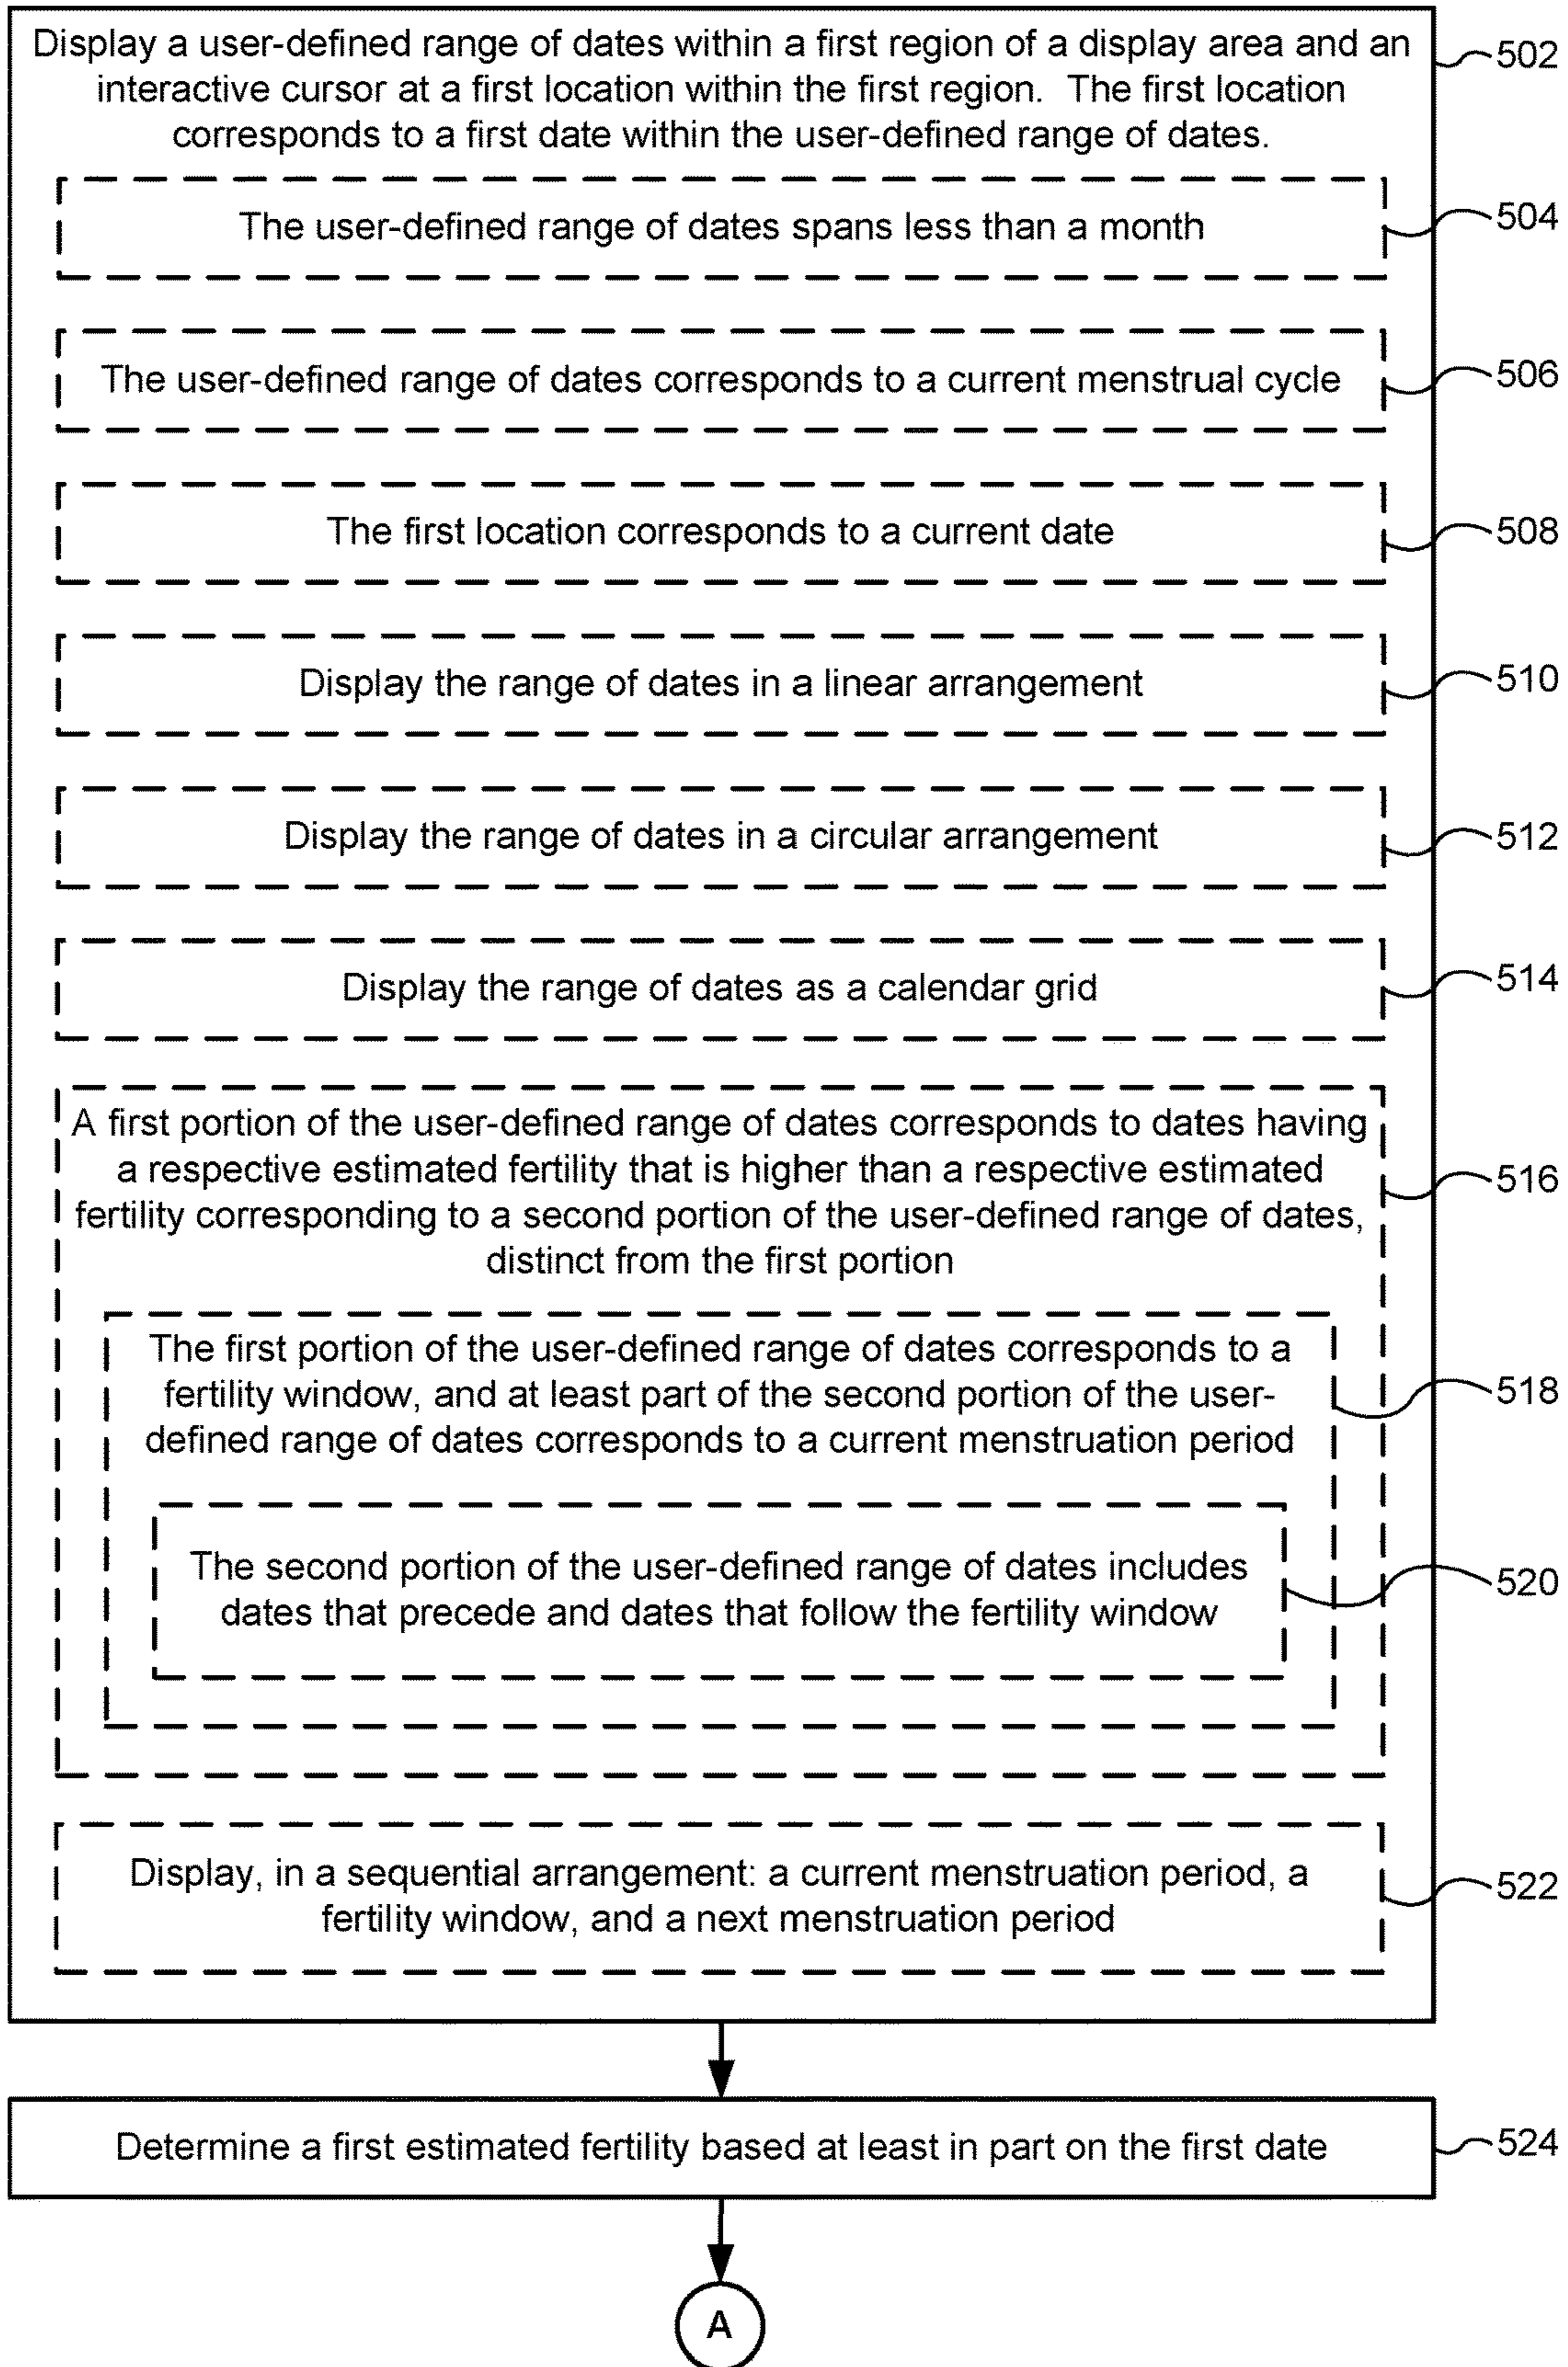 Display a user-defined range of dates within a first region of a display area and an
interactive cursor at a first location within the first region.  The first location
corresponds to a first date within the user-defined range of dates.
502
The user-defined range of dates spans less than a month
504
The user-defined range of dates corresponds to a current menstrual cycle
506
The first location corresponds to a current date
508
Display the range of dates in a linear arrangement
510
Display the range of dates in a circular arrangement
512
Display the range of dates as a calendar grid
514
A first portion of the user-defined range of dates corresponds to dates having
a respective estimated fertility that is higher than a respective estimated
fertility corresponding to a second portion of the user-defined range of dates,
distinct from the first portion
516
The first portion of the user-defined range of dates corresponds to a
fertility window, and at least part of the second portion of the user-
defined range of dates corresponds to a current menstruation period
518
The second portion of the user-defined range of dates includes
dates that precede and dates that follow the fertility window
520
Display, in a sequential arrangement: a current menstruation period, a
fertility window, and a next menstruation period
522
Determine a first estimated fertility based at least in part on the first date
524
A